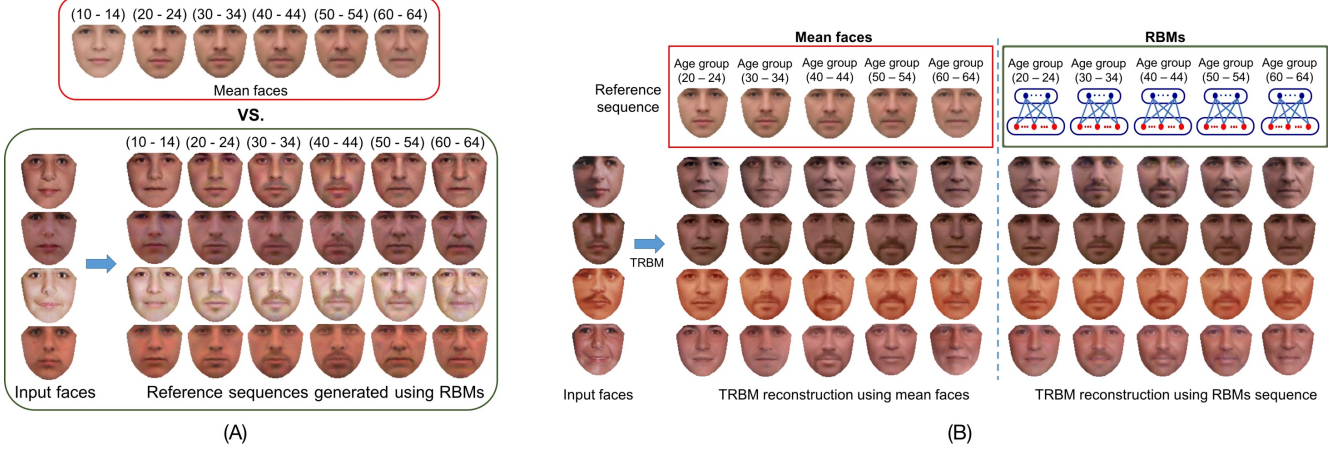 (10 - 14) (20 - 24) (30 - 34) (40 - 44) (50 - 54) (60 - 64)
Mean faces
VS.
(10 - 14) (20 - 24) (30 - 34) (40 - 44) (50 - 54) (60 - 64)
Input faces
Reference sequences generated using RBMs
(A)
Mean faces
RBMs
Reference
sequence
Age group Age group Age group Age group Age group
(20 – 24) (30 – 34) (40 – 44) (50 – 54) (60 – 64)
Age group Age group Age group Age group Age group
(20 – 24) (30 – 34) (40 – 44) (50 – 54) (60 – 64)
TRBM
Input faces
TRBM reconstruction using mean faces
TRBM reconstruction using RBMs sequence
(B)